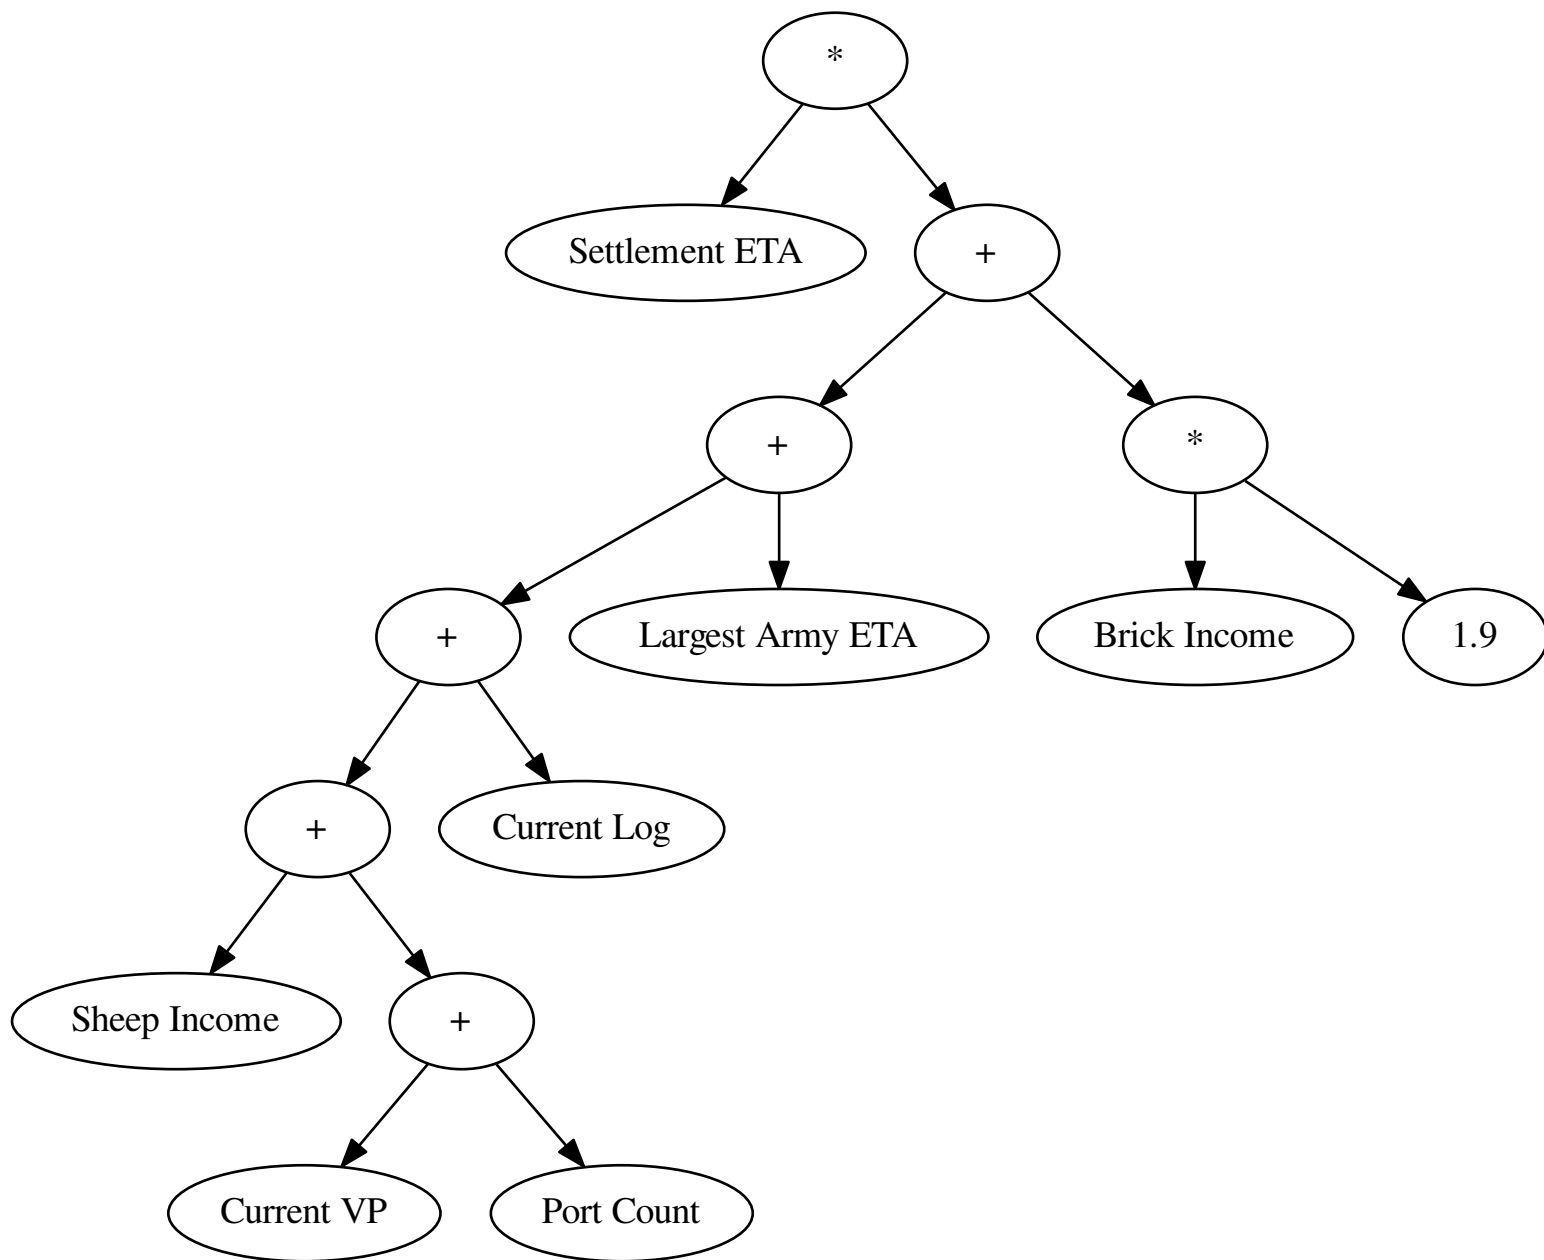 *
Settlement ETA
+
+
*
+
Largest Army ETA
Brick Income
1.9
+
Current Log
Sheep Income
+
Current VP
Port Count